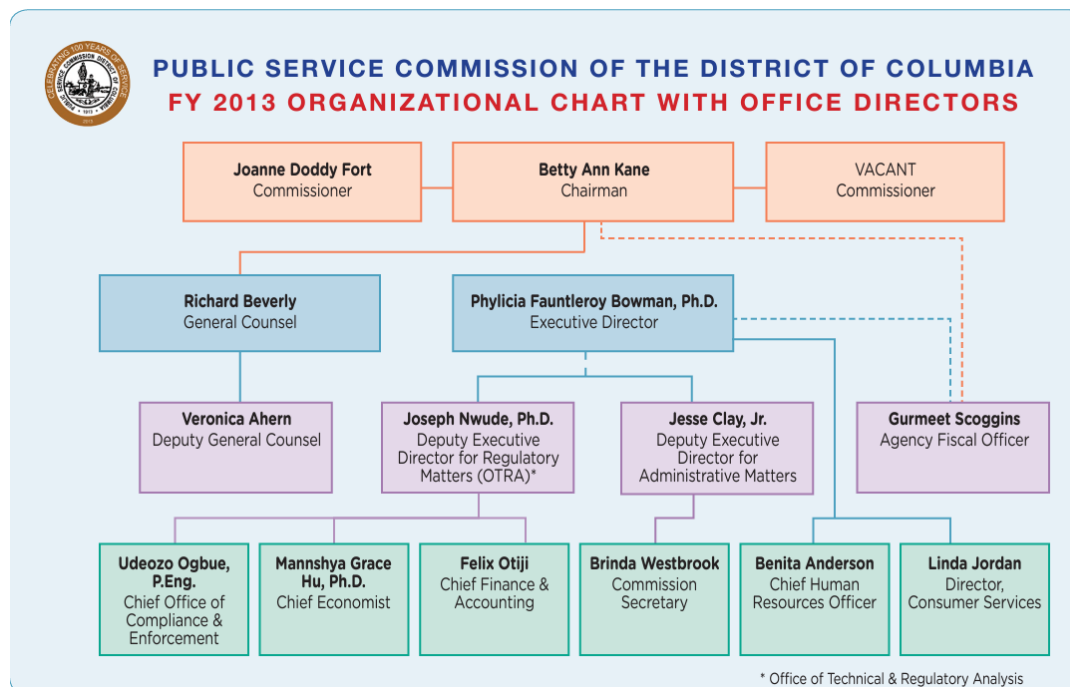 CELEBRATING 100 YEARS OF SERVICE
PUBLIC SERVICE COMMISSION OF THE DISTRICT OF COLUMBIA
FY 2013 ORGANIZATIONAL CHART WITH OFFICE DIRECTORS
Joanne Doddy Fort
Commissioner
Betty Ann Kane
Chairman
VACANT
Commissioner
Richard Beverly
General Counsel
Phylicia Fauntleroy Bowman, Ph.D.
Executive Director
Veronica Ahern
Deputy General Counsel
Joseph Nwude, Ph.D.
Deputy Executive
Director for Regulatory
Matters (OTRA)*
Jesse Clay, Jr.
Deputy Executive
Director for
Administrative Matters
Gurmeet Scoggins
Agency Fiscal Officer
Udeozo Ogbue,
P.Eng.
Chief Office of
Compliance &
Enforcement
Mannshya Grace
Hu, Ph.D.
Chief Economist
Felix Otiji
Chief Finance &
Accounting
Brinda Westbrook
Commission
Secretary
Benita Anderson
Chief Human
Resources Officer
Linda Jordan
Director,
Consumer Services
* Office of Technical & Regulatory Analysis